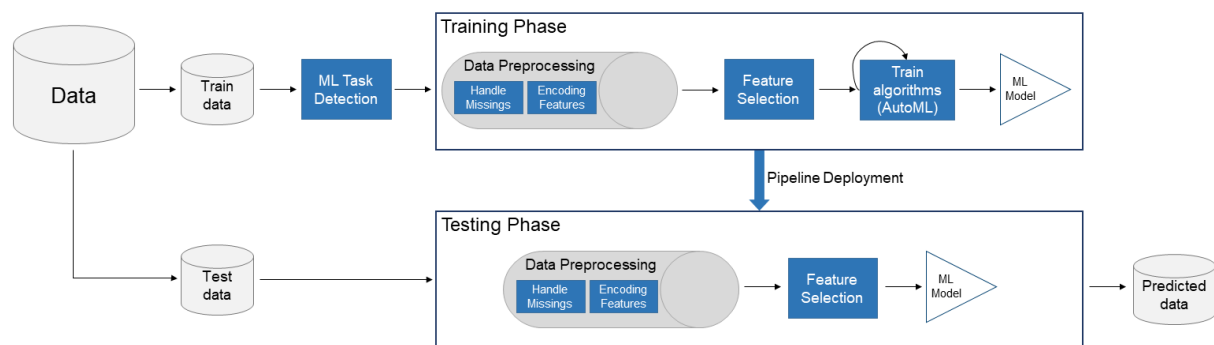 Training Phase
Data
Train
data
ML Task
Detection
Data Preprocessing
Handle
Missings
Encoding
Features
Feature
Selection
Train
algorithms
(AutoML)
ML
Model
Pipeline Deployment
Testing Phase
Test
data
Data Preprocessing
Handle
Missings
Encoding
Features
Feature
Selection
ML
Model
Predicted
data